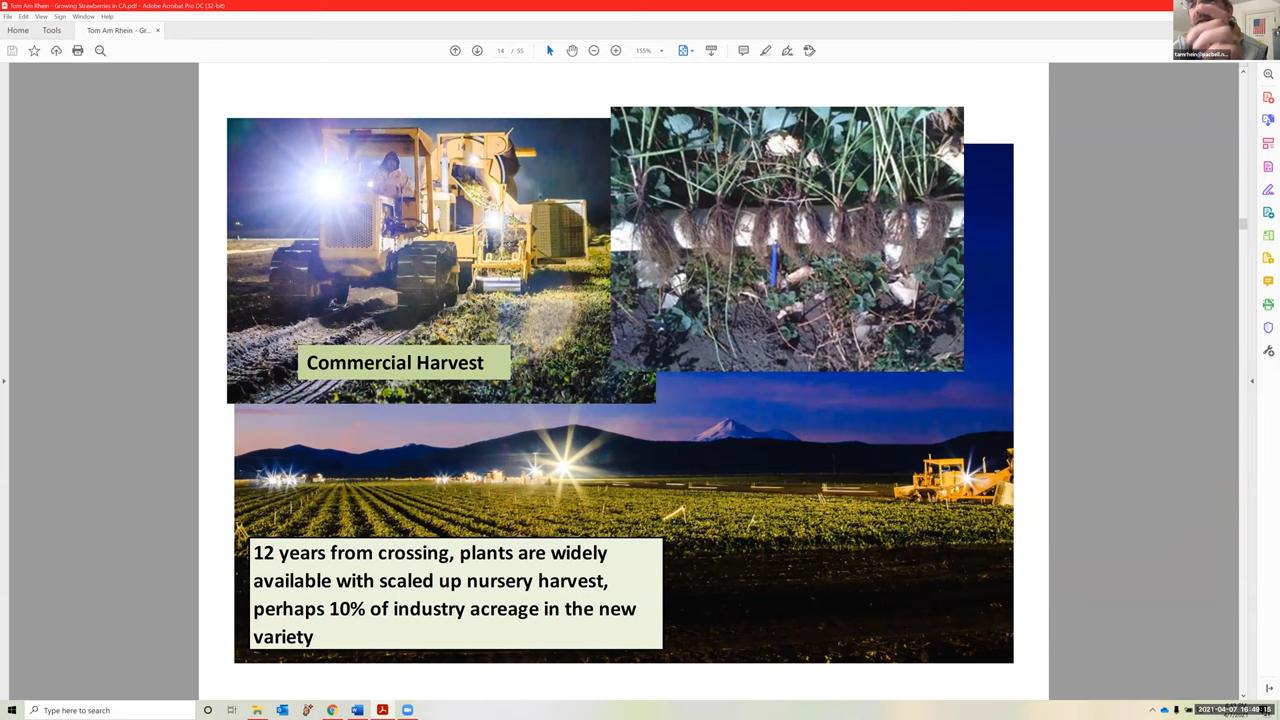 Tom Am Rhein - Growing Strawberries in CA.pdf - Adobe Acrobat Pro DC (32-bit)
File Edit View Sign Window Help
Home Tools Tom Am Rhein - Gr... ×
14 / 55 155%
tamrhein@pacbell.n...
Commercial Harvest
12 years from crossing, plants are widely
available with scaled up nursery harvest,
perhaps 10% of industry acreage in the new
variety
Type here to search
2021-04-07 16:49:15